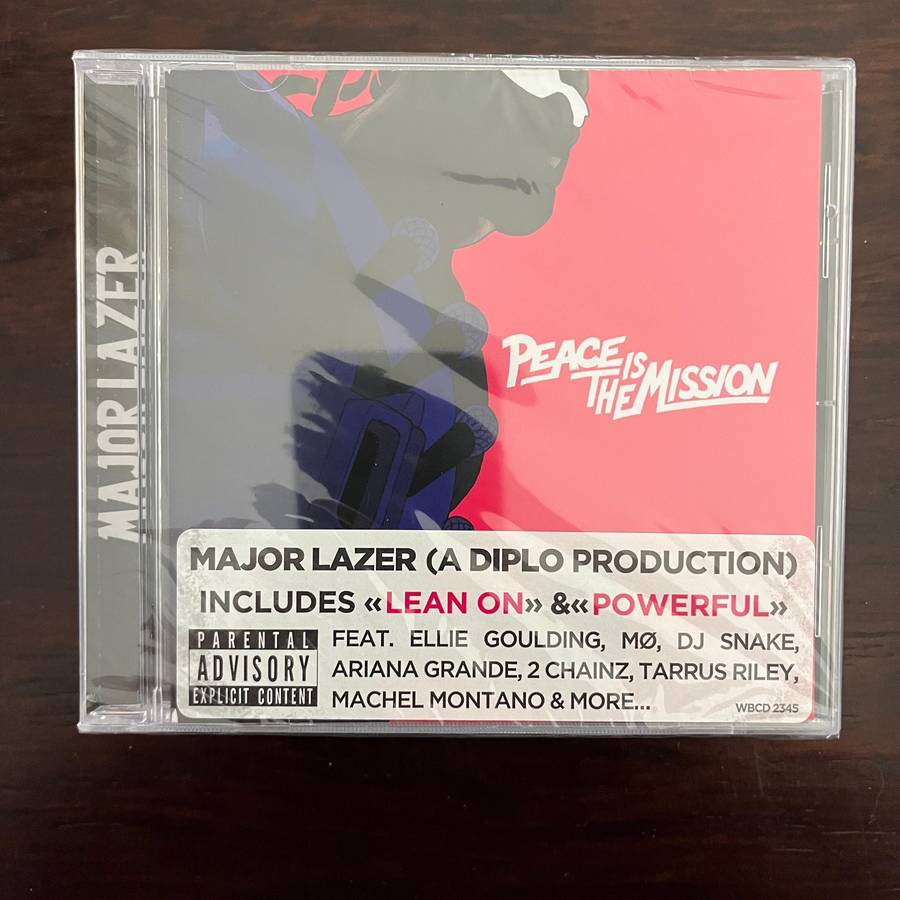 MAJOR LAZER
PEACE IS
THE MISSION
MAJOR LAZER (A DIPLO PRODUCTION)
INCLUDES «LEAN ON» &«POWERFUL»
PARENTAL
ADVISORY
EXPLICIT CONTENT
FEAT. ELLIE GOULDING, MØ, DJ SNAKE,
ARIANA GRANDE, 2 CHAINZ, TARRUS RILEY,
MACHEL MONTANO & MORE...
WBCD 2345